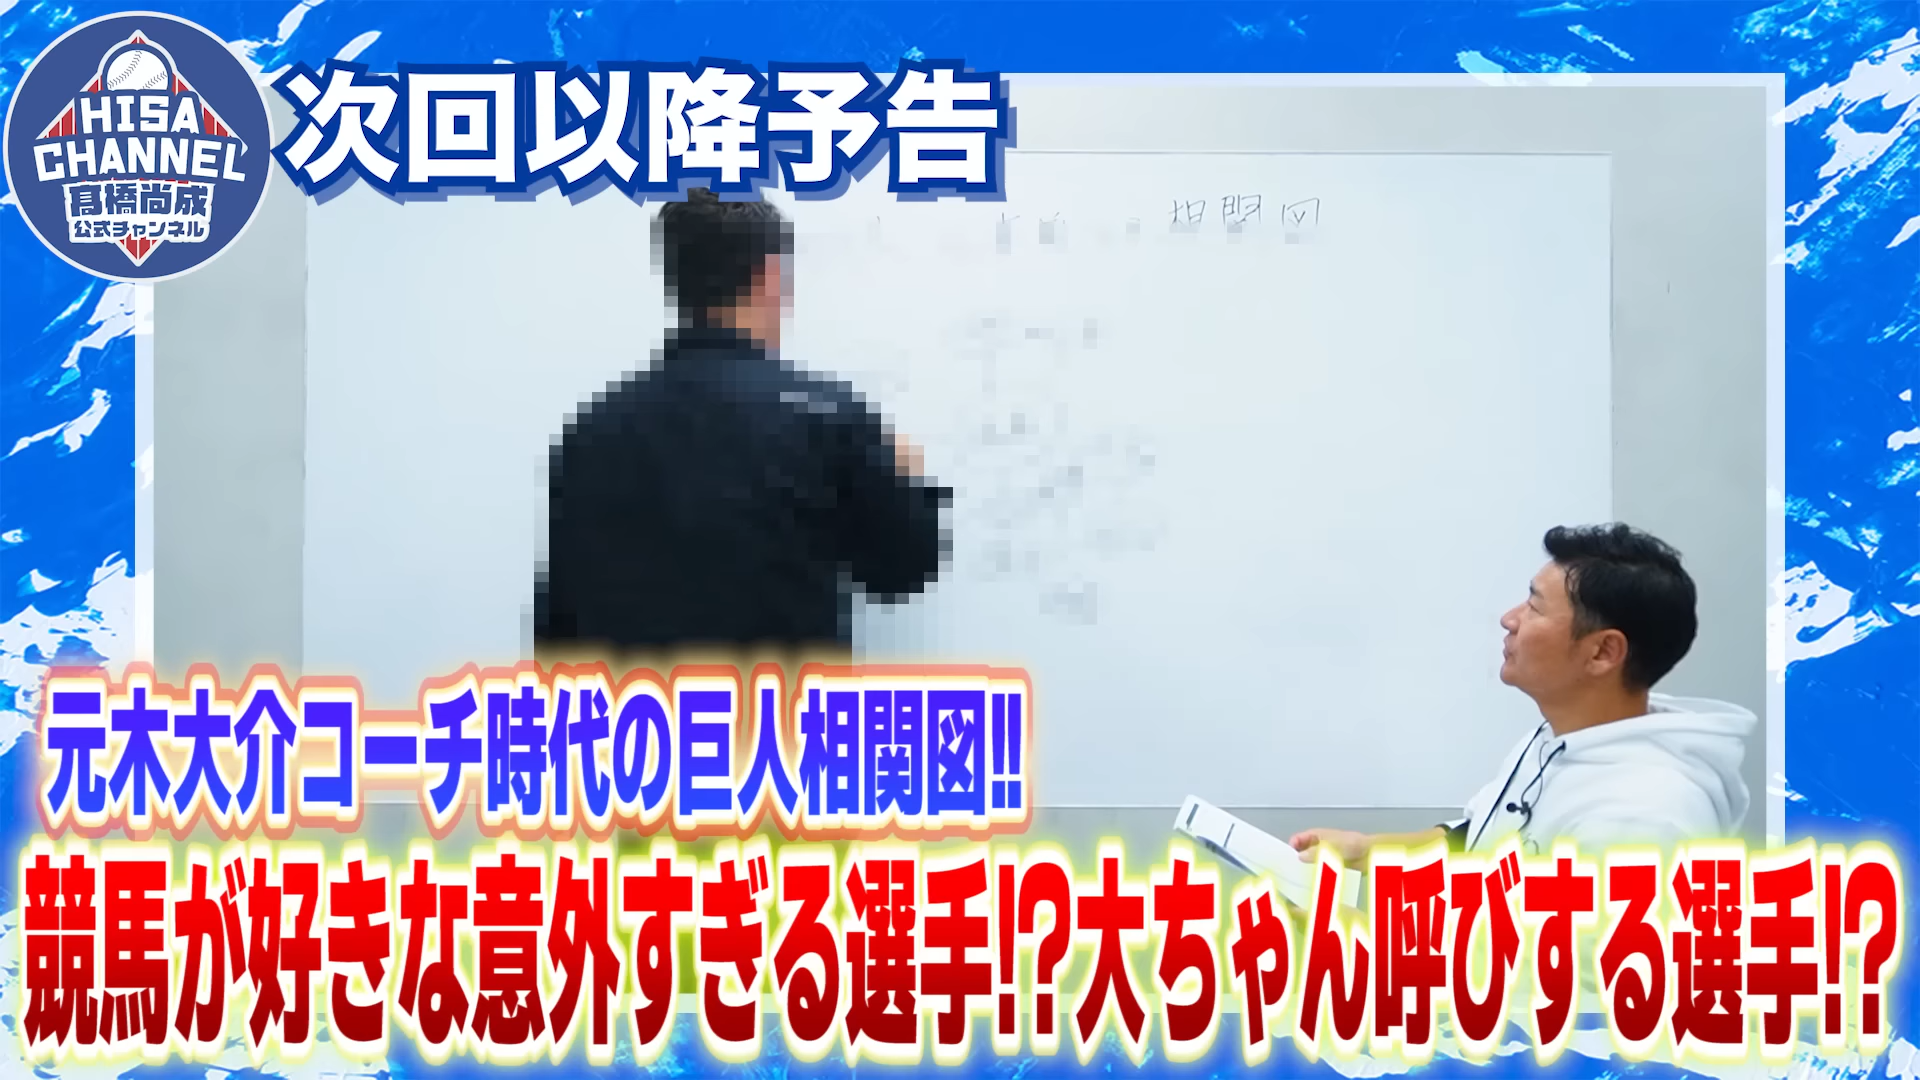 HISA
CHANNEL
髙橋尚成
公式チャンネル
次回以降予告
相関図
元木大介コーチ時代の巨人相関図!!
競馬が好きな意外すぎる選手!?大ちゃん呼びする選手!?